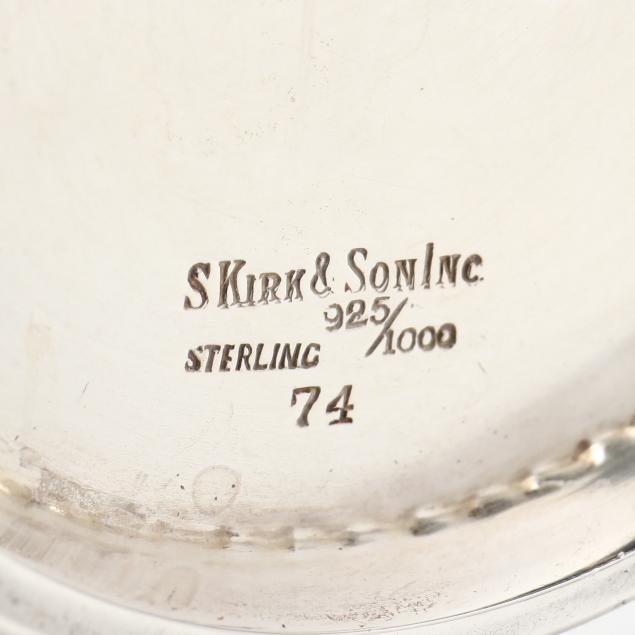 S KIRK & SON INC
925/1000
STERLING
74